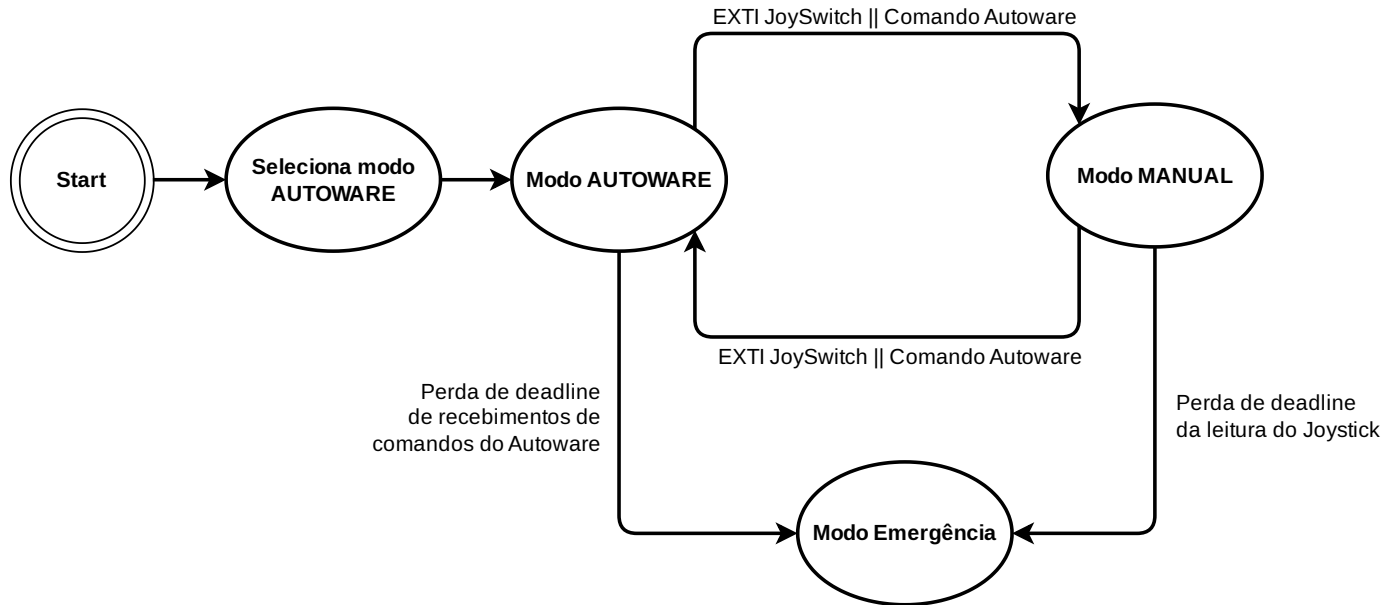 EXTI JoySwitch || Comando Autoware
Start
Seleciona modo
AUTOWARE
Modo AUTOWARE
Modo MANUAL
EXTI JoySwitch || Comando Autoware
Perda de deadline
de recebimentos de
comandos do Autoware
Perda de deadline
da leitura do Joystick
Modo Emergência